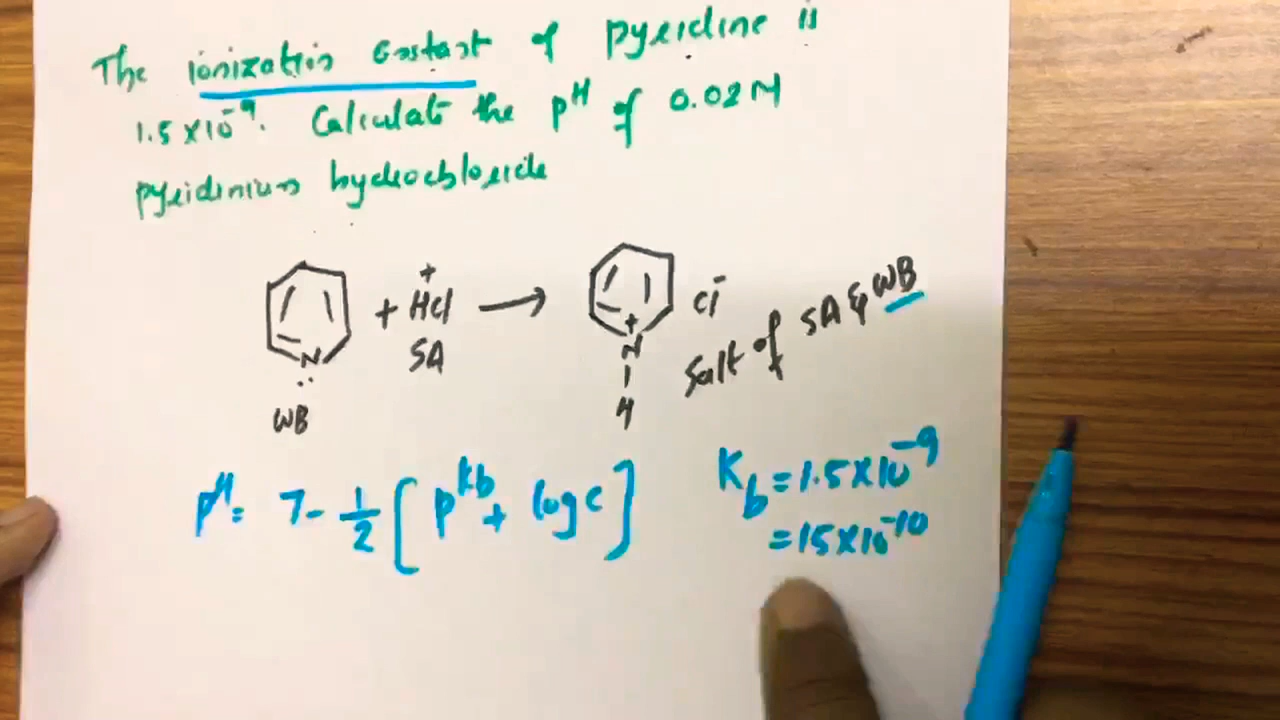 The ionization constant of pyridine is
1.5 × 10⁻⁹. Calculate the pH of 0.02M
pyridinium hydrochloride
N + HCl → N Cl⁻ Salt of SA & WB
+
+
··
SA
H
WB
pH = 7 - 1/2 [pKb + log c]
Kb = 1.5 × 10⁻⁹
= 15 × 10⁻¹⁰